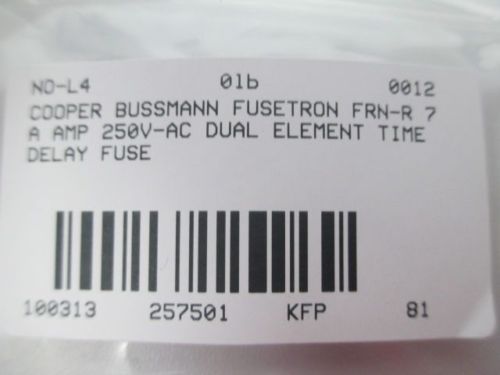 NO-L4 01b 0012
COOPER BUSSMANN FUSETRON FRN-R 7
A AMP 250V-AC DUAL ELEMENT TIME
DELAY FUSE
100313 257501 KFP 81